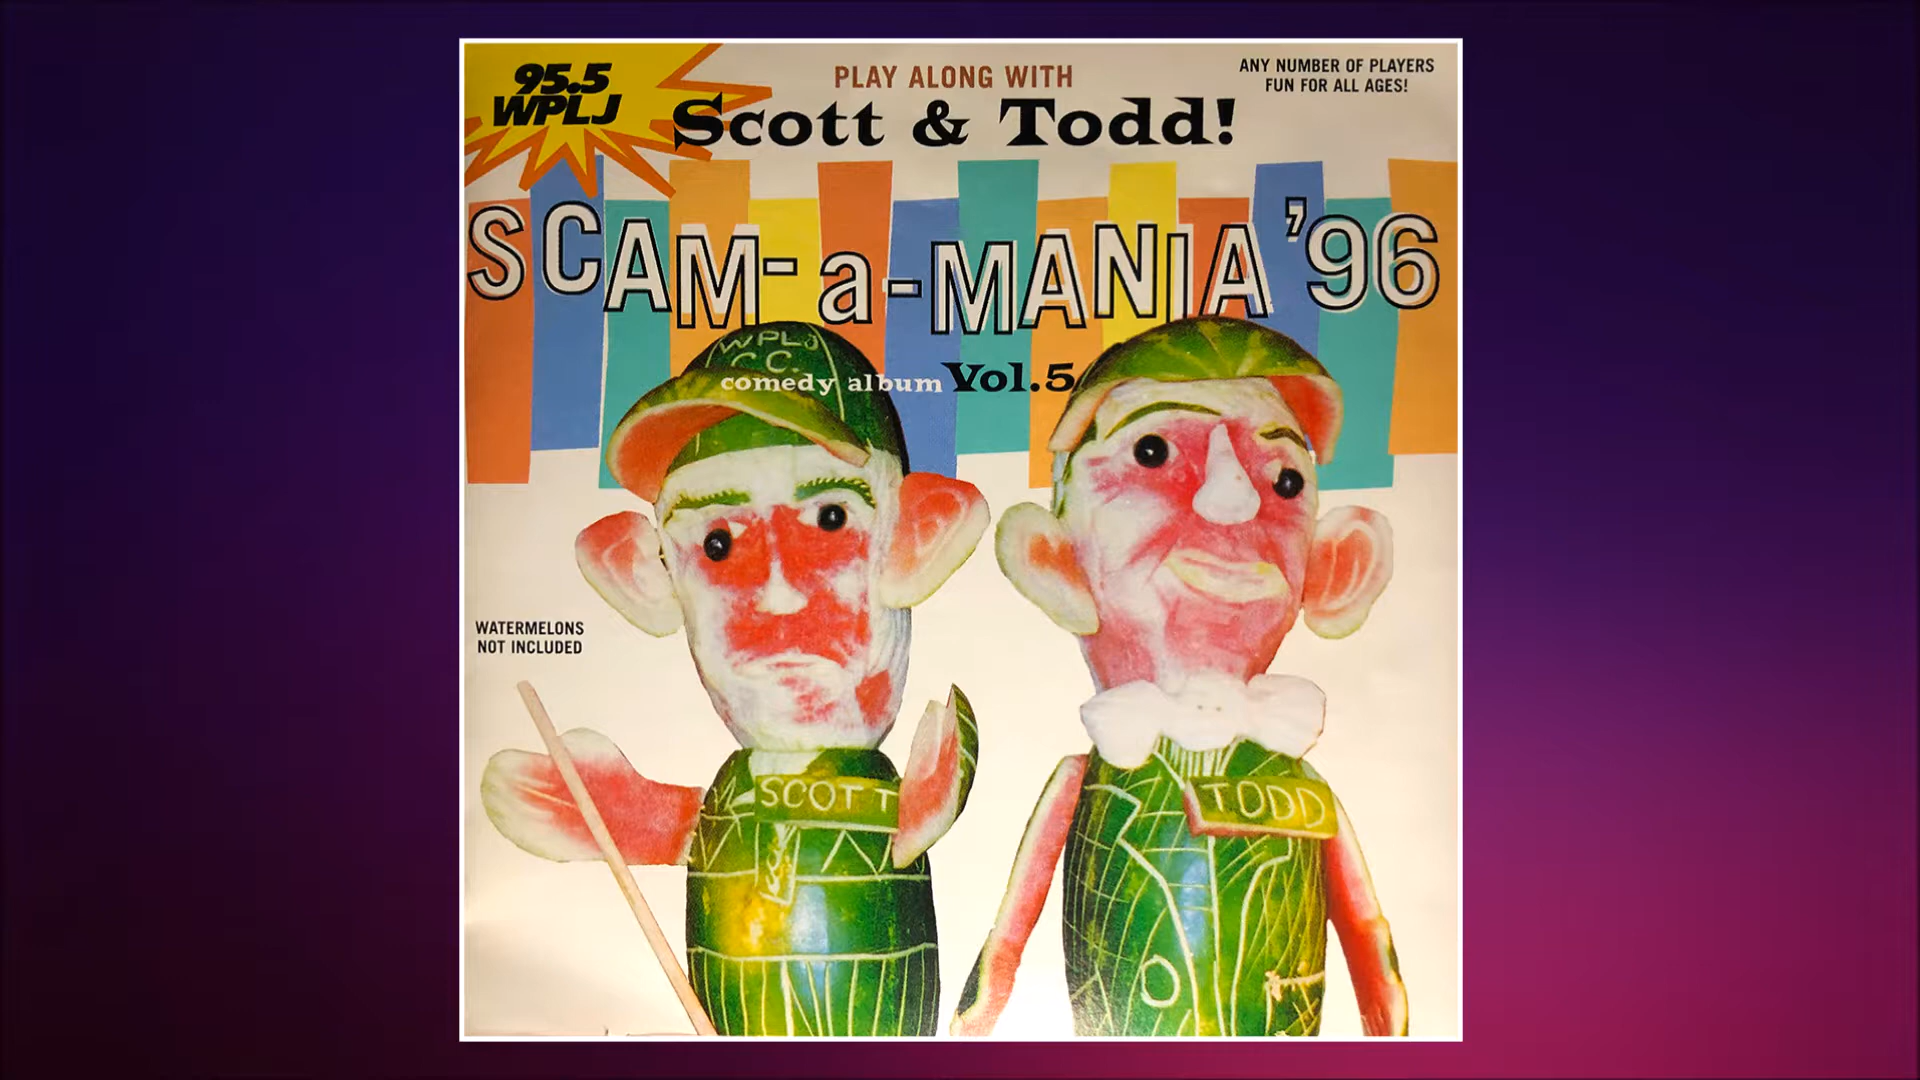 95.5
WPLJ
PLAY ALONG WITH
Scott & Todd!
ANY NUMBER OF PLAYERS
FUN FOR ALL AGES!
SCAM-a-MANIA '96
WPLJ
C.C.
comedy album Vol.5
WATERMELONS
NOT INCLUDED
SCOTT
TODD